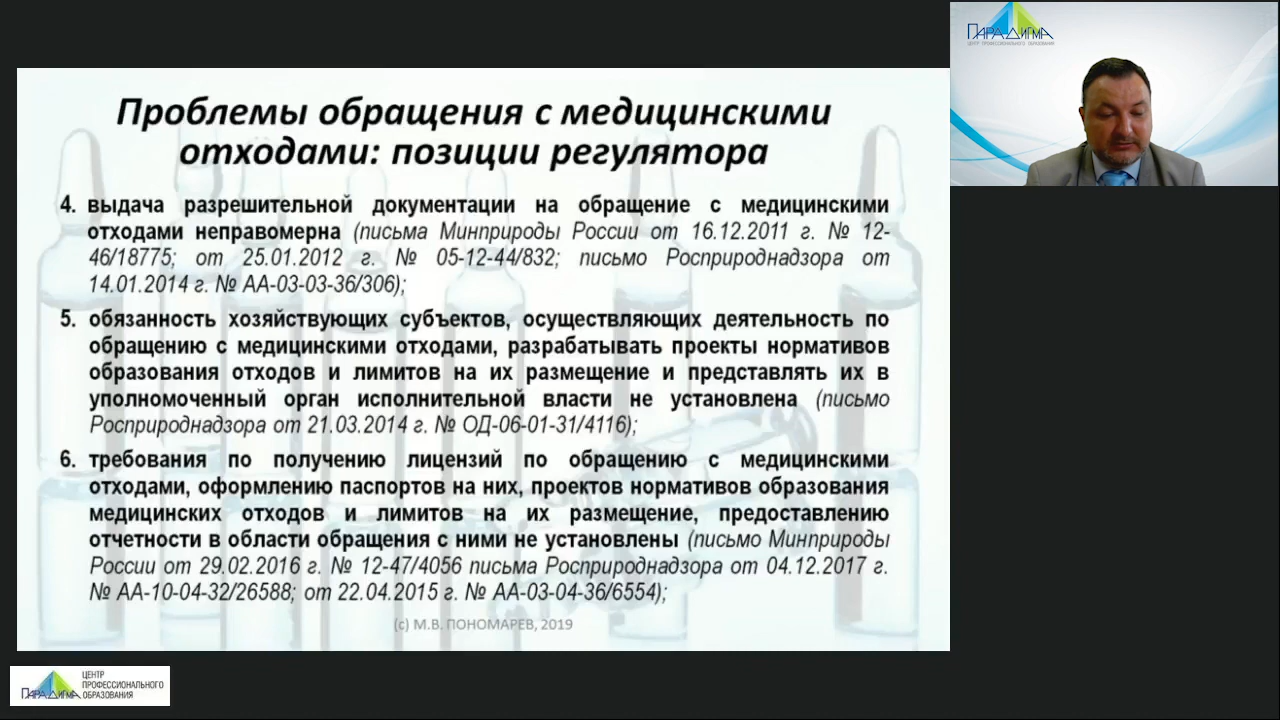 ПАРАДИГМА
ЦЕНТР ПРОФЕССИОНАЛЬНОГО ОБРАЗОВАНИЯ
Проблемы обращения с медицинскими
отходами: позиции регулятора
4. выдача разрешительной документации на обращение с медицинскими
отходами неправомерна (письма Минприроды России от 16.12.2011 г. № 12-
46/18775; от 25.01.2012 г. № 05-12-44/832; письмо Росприроднадзора от
14.01.2014 г. № АА-03-03-36/306);
5. обязанность хозяйствующих субъектов, осуществляющих деятельность по
обращению с медицинскими отходами, разрабатывать проекты нормативов
образования отходов и лимитов на их размещение и представлять их в
уполномоченный орган исполнительной власти не установлена (письмо
Росприроднадзора от 21.03.2014 г. № ОД-06-01-31/4116);
6. требования по получению лицензий по обращению с медицинскими
отходами, оформлению паспортов на них, проектов нормативов образования
медицинских отходов и лимитов на их размещение, предоставлению
отчетности в области обращения с ними не установлены (письмо Минприроды
России от 29.02.2016 г. № 12-47/4056 письма Росприроднадзора от 04.12.2017 г.
№ АА-10-04-32/26588; от 22.04.2015 г. № АА-03-04-36/6554);
(с) М.В. ПОНОМАРЕВ, 2019
ПАРАДИГМА
ЦЕНТР
ПРОФЕССИОНАЛЬНОГО
ОБРАЗОВАНИЯ